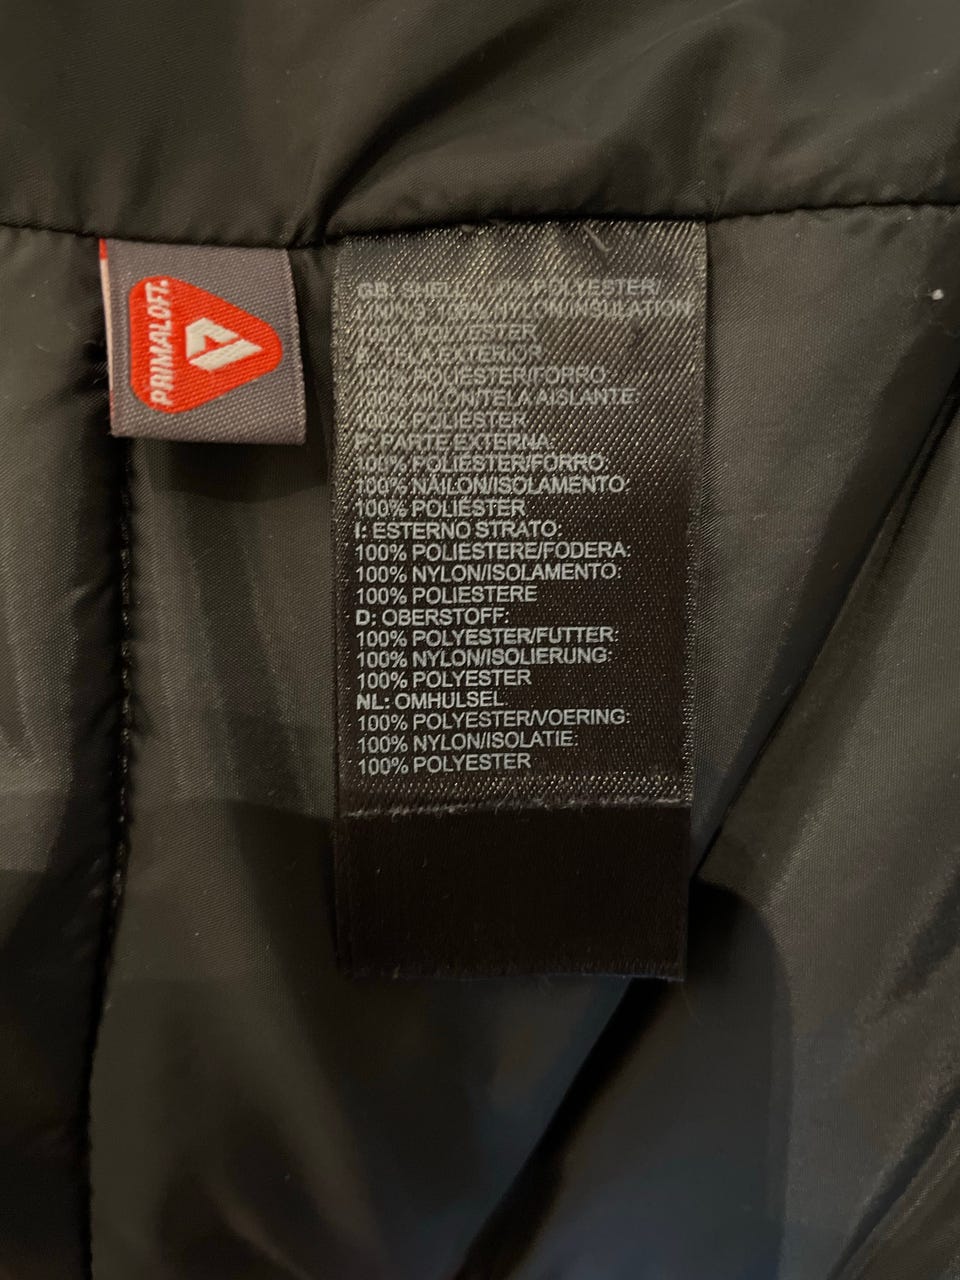 PRIMALOFT.
GB: SHELL: 100% POLYESTER/
LINING: 100% NYLON/INSULATION
100% POLYESTER
E: TELA EXTERIOR
100% POLIÉSTER/FORRO
100% NILON/TELA AISLANTE:
100% POLIÉSTER
P: PARTE EXTERNA
100% POLIÉSTER/FORRO:
100% NÁILON/ISOLAMENTO:
100% POLIÉSTER
I: ESTERNO STRATO:
100% POLIESTERE/FODERA:
100% NYLON/ISOLAMENTO:
100% POLIESTERE
D: OBERSTOFF:
100% POLYESTER/FUTTER:
100% NYLON/ISOLIERUNG:
100% POLYESTER
NL: OMHULSEL
100% POLYESTER/VOERING:
100% NYLON/ISOLATIE:
100% POLYESTER